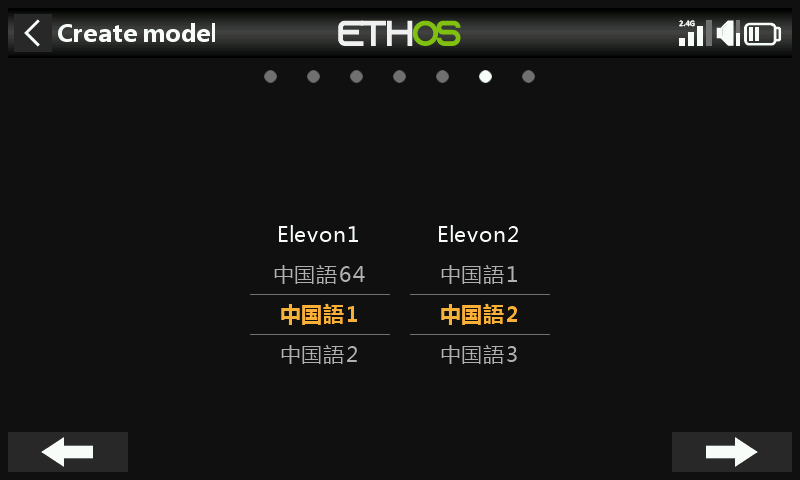 Create model
ETHOS
2.4G
Elevon1 Elevon2
中国語64 中国語1
中国語1 中国語2
中国語2 中国語3